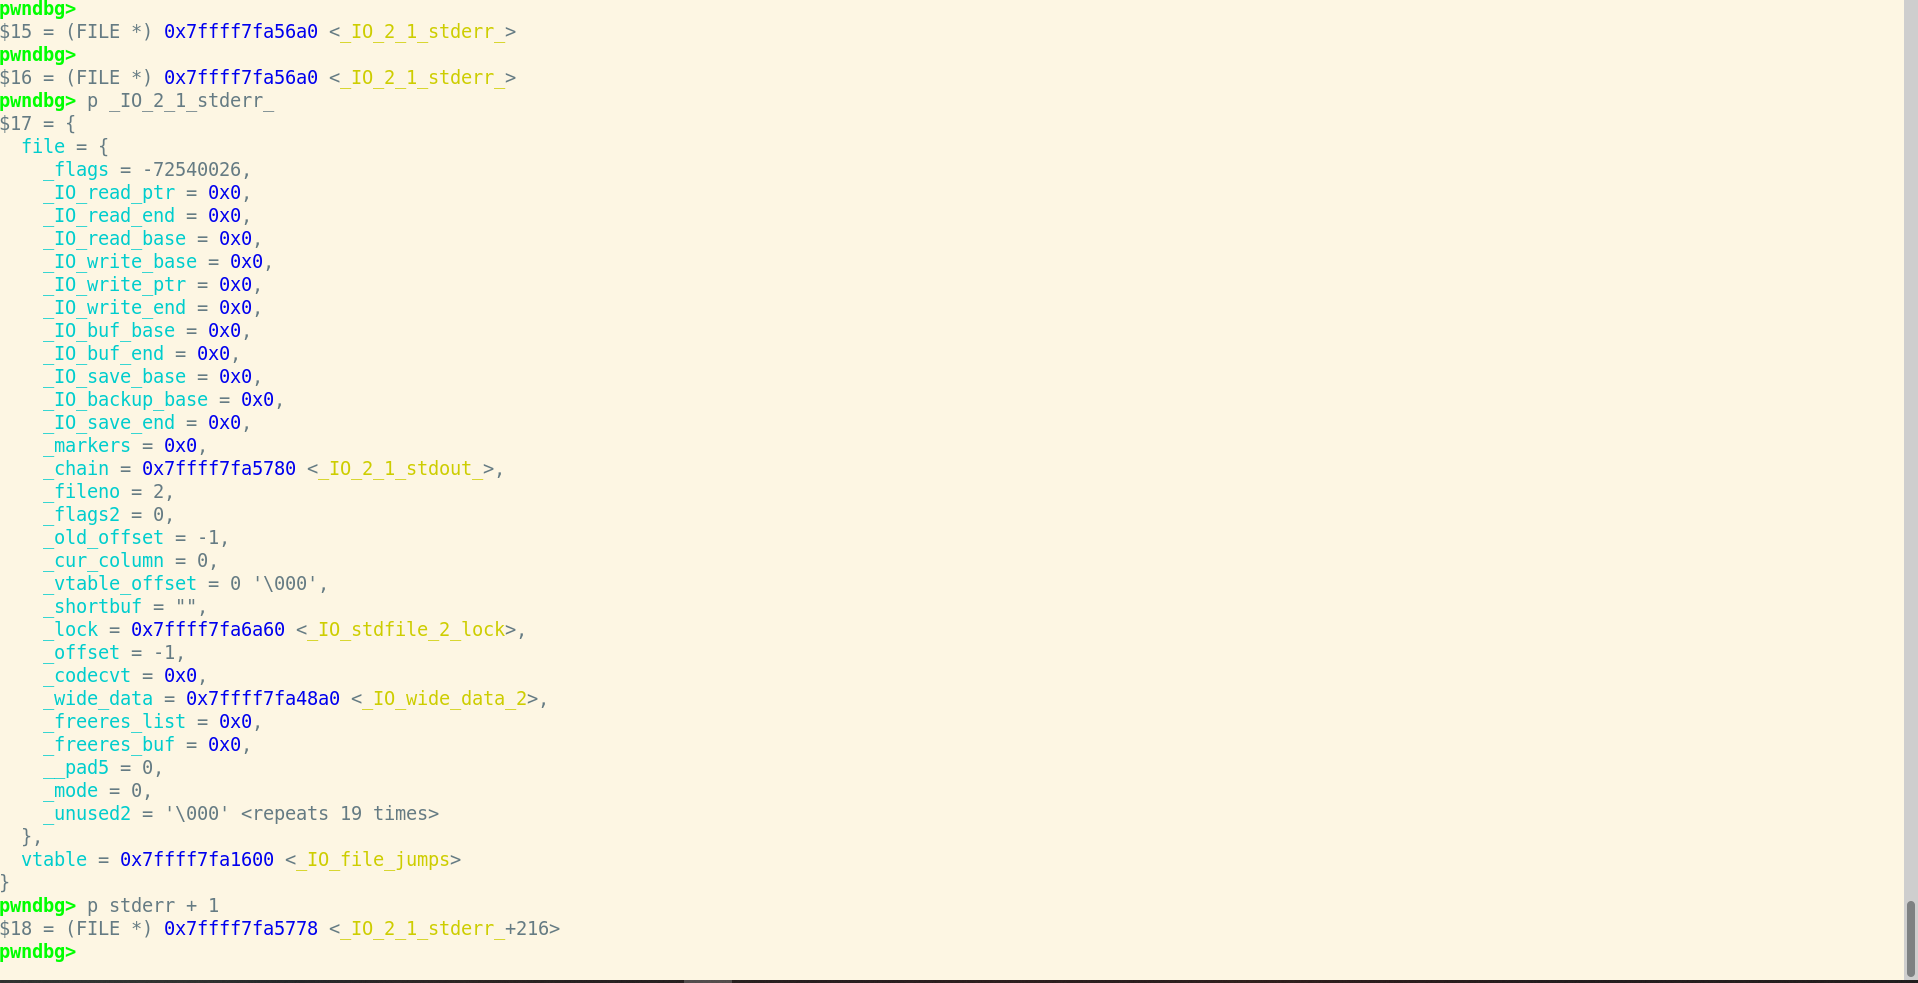 pwndbg>
$15 = (FILE *) 0x7ffff7fa56a0 <_IO_2_1_stderr_>
pwndbg>
$16 = (FILE *) 0x7ffff7fa56a0 <_IO_2_1_stderr_>
pwndbg> p _IO_2_1_stderr_
$17 = {
  file = {
    _flags = -72540026,
    _IO_read_ptr = 0x0,
    _IO_read_end = 0x0,
    _IO_read_base = 0x0,
    _IO_write_base = 0x0,
    _IO_write_ptr = 0x0,
    _IO_write_end = 0x0,
    _IO_buf_base = 0x0,
    _IO_buf_end = 0x0,
    _IO_save_base = 0x0,
    _IO_backup_base = 0x0,
    _IO_save_end = 0x0,
    _markers = 0x0,
    _chain = 0x7ffff7fa5780 <_IO_2_1_stdout_>,
    _fileno = 2,
    _flags2 = 0,
    _old_offset = -1,
    _cur_column = 0,
    _vtable_offset = 0 '\000',
    _shortbuf = "",
    _lock = 0x7ffff7fa6a60 <_IO_stdfile_2_lock>,
    _offset = -1,
    _codecvt = 0x0,
    _wide_data = 0x7ffff7fa48a0 <_IO_wide_data_2>,
    _freeres_list = 0x0,
    _freeres_buf = 0x0,
    __pad5 = 0,
    _mode = 0,
    _unused2 = '\000' <repeats 19 times>
  },
  vtable = 0x7ffff7fa1600 <_IO_file_jumps>
}
pwndbg> p stderr + 1
$18 = (FILE *) 0x7ffff7fa5778 <_IO_2_1_stderr_+216>
pwndbg>